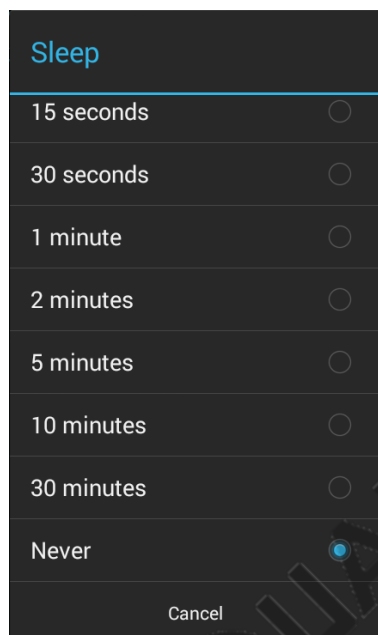 Sleep
15 seconds
30 seconds
1 minute
2 minutes
5 minutes
10 minutes
30 minutes
Never
Cancel